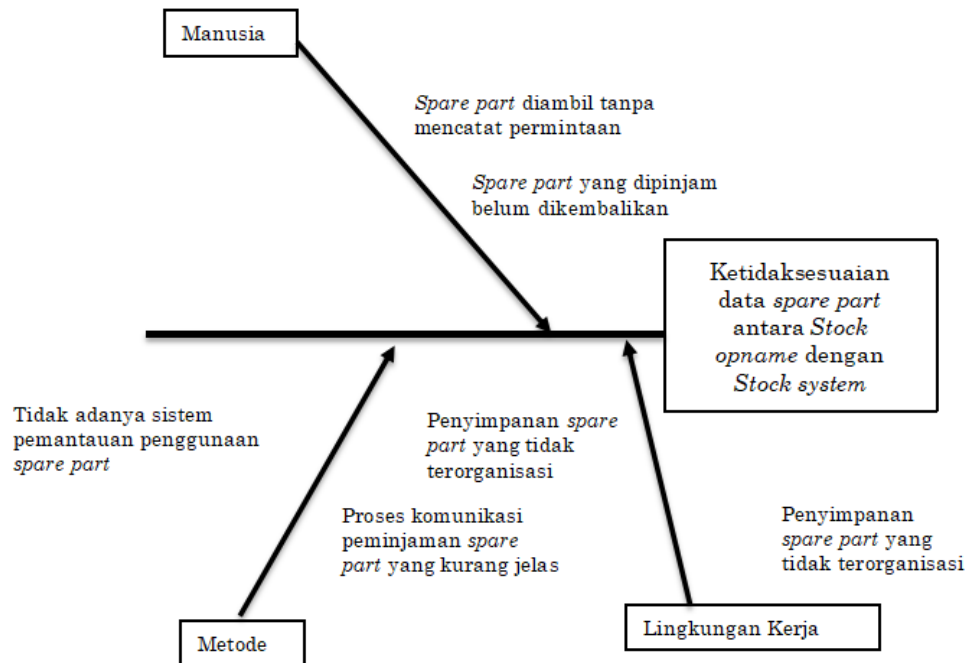 Manusia
Spare part diambil tanpa
mencatat permintaan
Spare part yang dipinjam
belum dikembalikan
Ketidaksesuaian
data spare part
antara Stock
opname dengan
Stock system
Tidak adanya sistem
pemantauan penggunaan
spare part
Penyimpanan spare
part yang tidak
terorganisasi
Proses komunikasi
peminjaman spare
part yang kurang jelas
Penyimpanan
spare part yang
tidak terorganisasi
Metode
Lingkungan Kerja